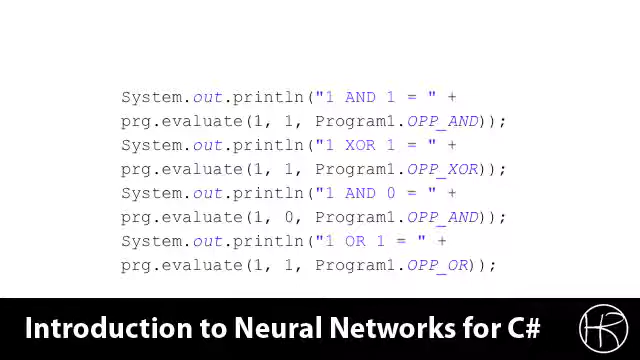 System.out.println("1 AND 1 = " +
prg.evaluate(1, 1, Program1.OPP_AND));
System.out.println("1 XOR 1 = " +
prg.evaluate(1, 1, Program1.OPP_XOR));
System.out.println("1 AND 0 = " +
prg.evaluate(1, 0, Program1.OPP_AND));
System.out.println("1 OR 1 = " +
prg.evaluate(1, 1, Program1.OPP_OR));
Introduction to Neural Networks for C#